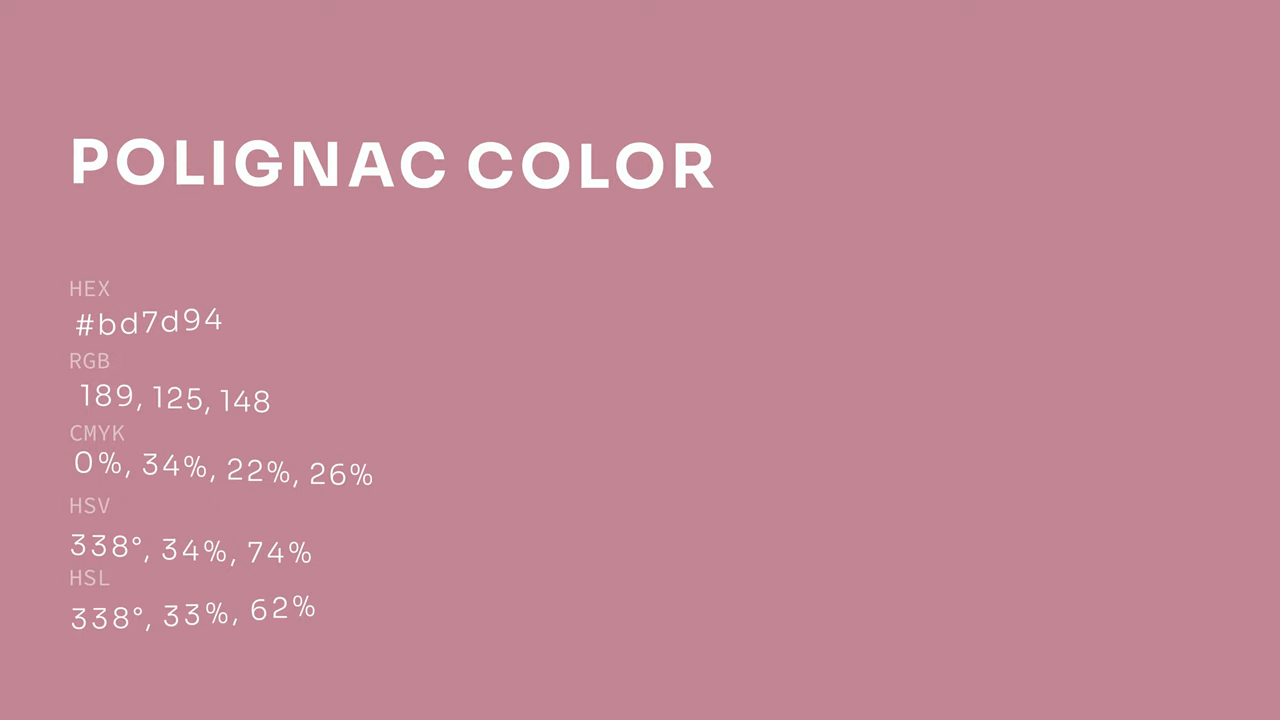 POLIGNAC COLOR
HEX
#bd7d94
RGB
189, 125, 148
CMYK
0%, 34%, 22%, 26%
HSV
338°, 34%, 74%
HSL
338°, 33%, 62%